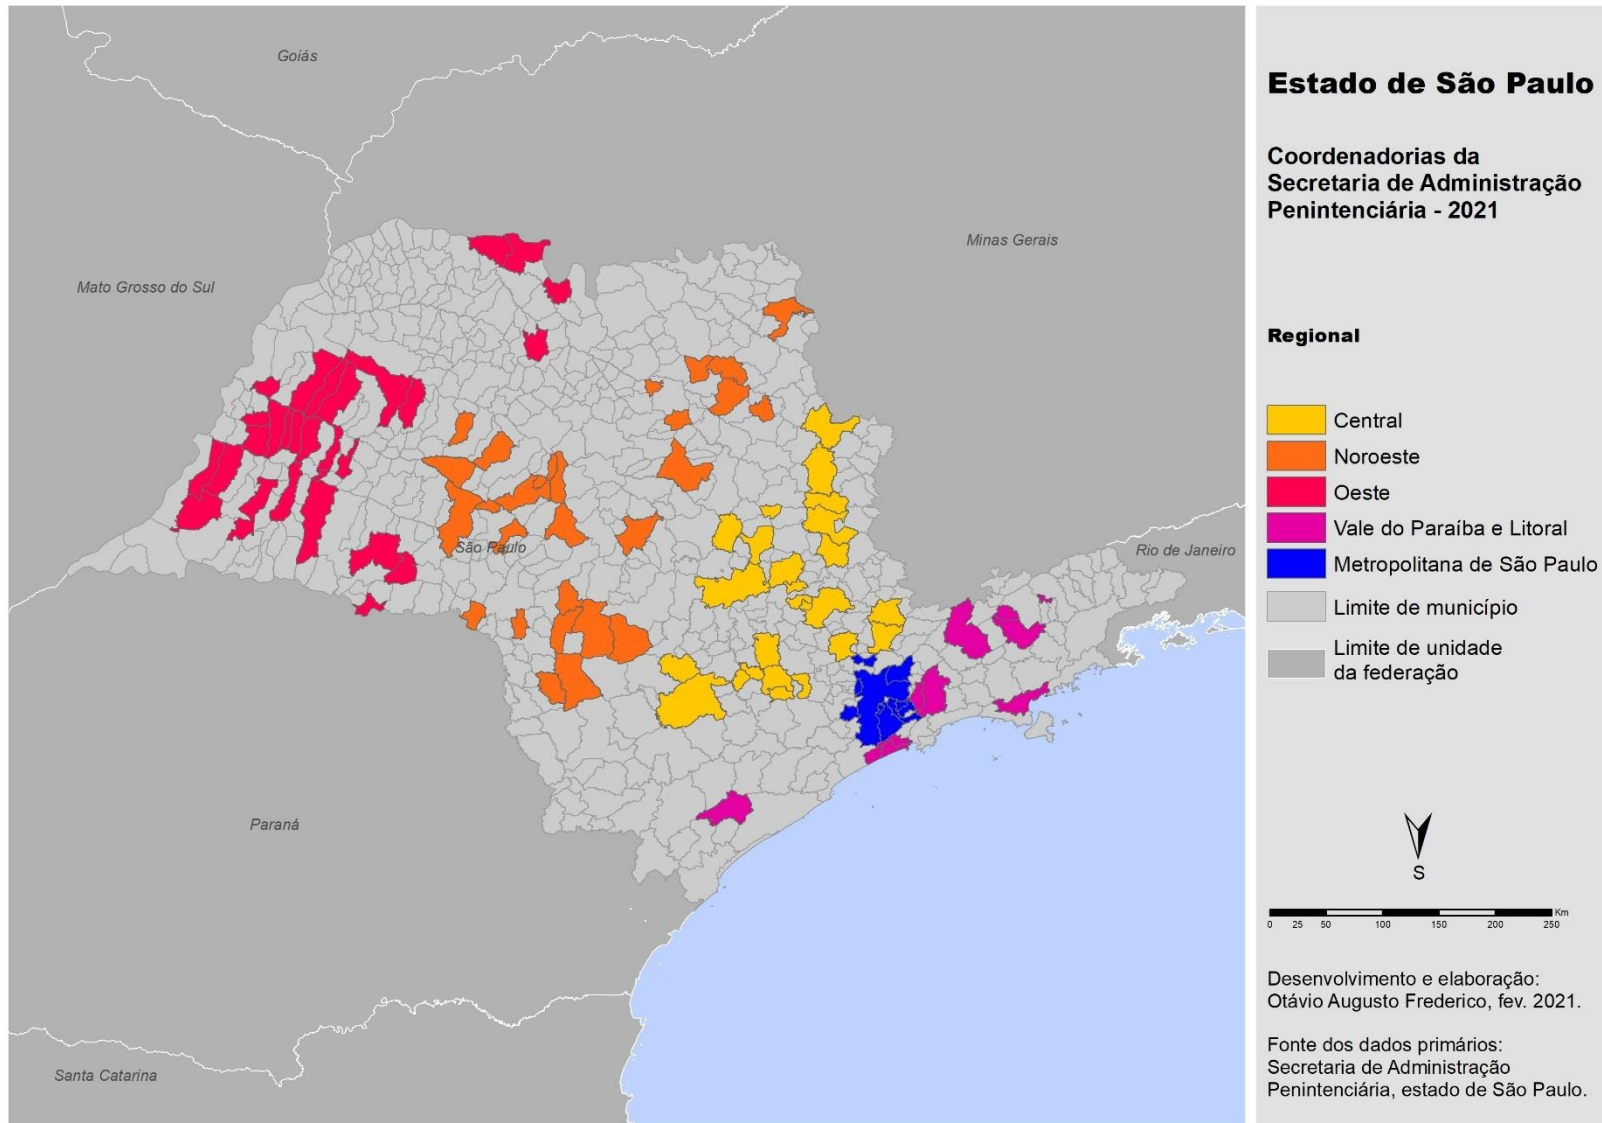 Goiás
Minas Gerais
Mato Grosso do Sul
São Paulo
Rio de Janeiro
Paraná
Santa Catarina
Estado de São Paulo
Coordenadorias da
Secretaria de Administração
Penintenciária - 2021
Regional
Central
Noroeste
Oeste
Vale do Paraíba e Litoral
Metropolitana de São Paulo
Limite de município
Limite de unidade
da federação
S
Km
0 25 50 100 150 200 250
Desenvolvimento e elaboração:
Otávio Augusto Frederico, fev. 2021.
Fonte dos dados primários:
Secretaria de Administração
Penintenciária, estado de São Paulo.